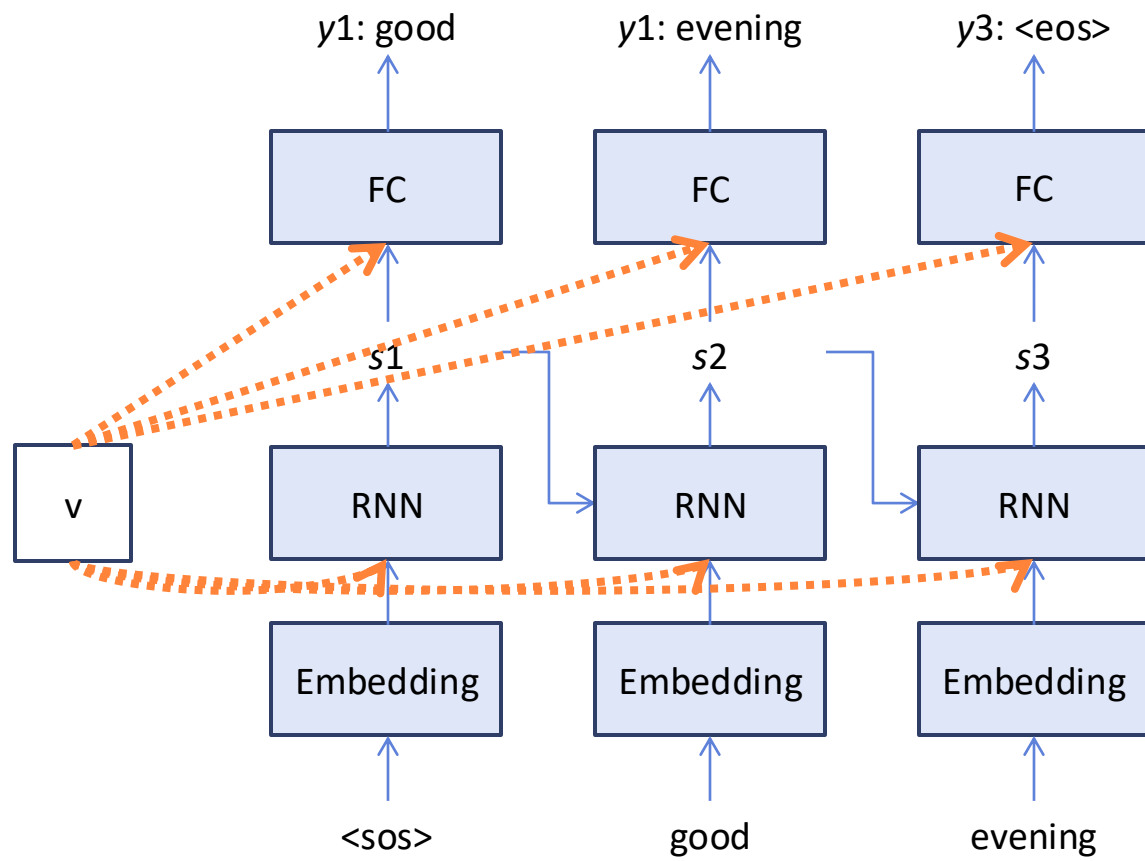 y1: good y1: evening y3: <eos>
FC FC FC
s1 s2 s3
v RNN RNN RNN
Embedding Embedding Embedding
<sos> good evening